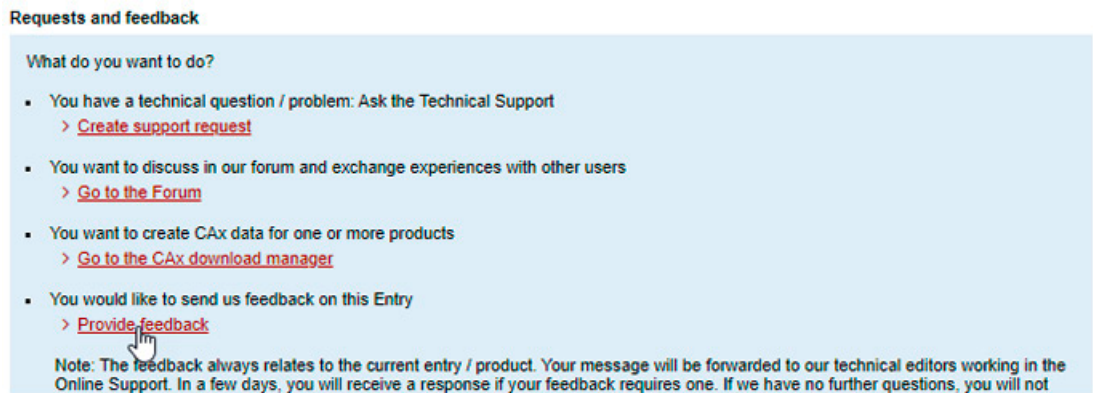 Requests and feedback
What do you want to do?
▪ You have a technical question / problem: Ask the Technical Support
> Create support request
▪ You want to discuss in our forum and exchange experiences with other users
> Go to the Forum
▪ You want to create CAx data for one or more products
> Go to the CAx download manager
▪ You would like to send us feedback on this Entry
> Provide feedback
Note: The feedback always relates to the current entry / product. Your message will be forwarded to our technical editors working in the
Online Support. In a few days, you will receive a response if your feedback requires one. If we have no further questions, you will not